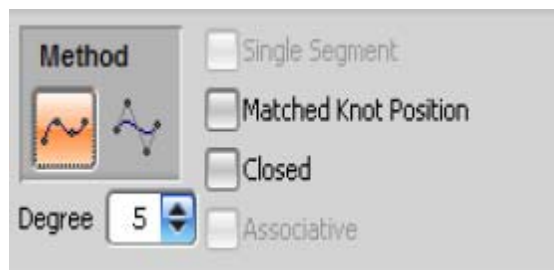 Method
Single Segment
Matched Knot Position
Closed
Degree 5
Associative